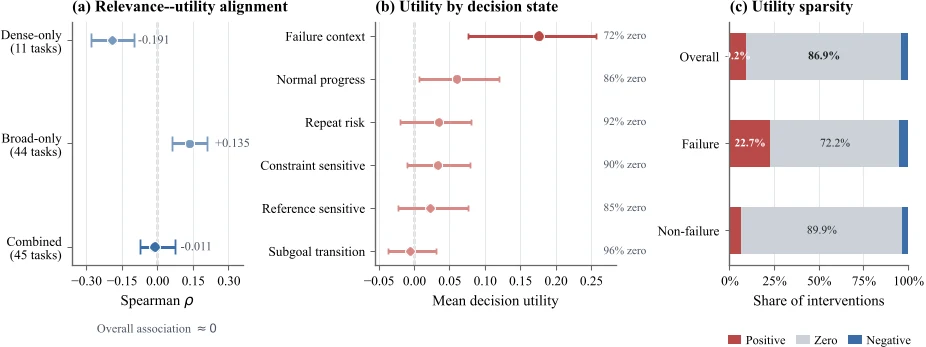 (a) Relevance--utility alignment
Dense-only
(11 tasks)
-0.191
Broad-only
(44 tasks)
+0.135
Combined
(45 tasks)
-0.011
−0.30 −0.15 0.00 0.15 0.30
Spearman ρ
Overall association ≈ 0
(b) Utility by decision state
Failure context
72% zero
Normal progress
86% zero
Repeat risk
92% zero
Constraint sensitive
90% zero
Reference sensitive
85% zero
Subgoal transition
96% zero
−0.05 0.00 0.05 0.10 0.15 0.20 0.25
Mean decision utility
(c) Utility sparsity
Overall
9.2%
86.9%
Failure
22.7%
72.2%
Non-failure
89.9%
0% 25% 50% 75% 100%
Share of interventions
Positive Zero Negative